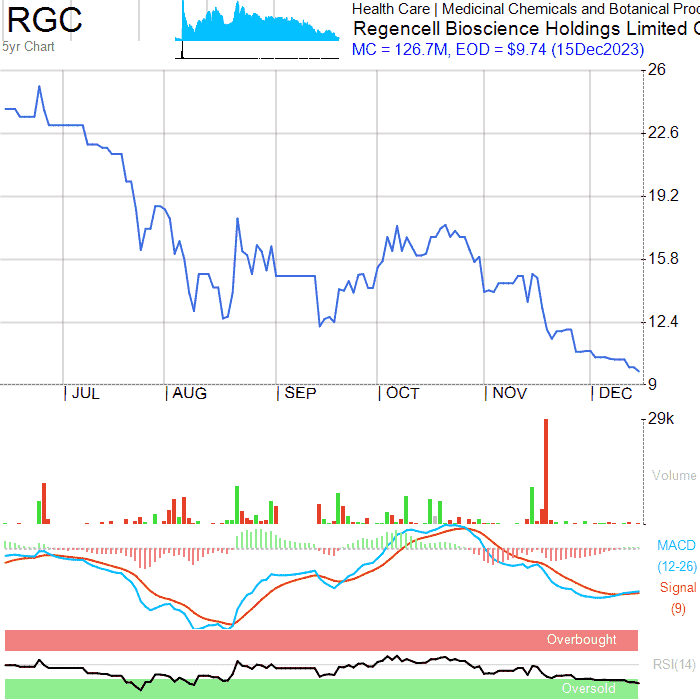 RGC
5yr Chart
Health Care | Medicinal Chemicals and Botanical Prod
Regencell Bioscience Holdings Limited
MC = 126.7M, EOD = $9.74 (15Dec2023)
26
22.6
19.2
15.8
12.4
9
| JUL | AUG | SEP | OCT | NOV | DEC
29k
Volume
MACD
(12-26)
Signal
(9)
Overbought
RSI(14)
Oversold